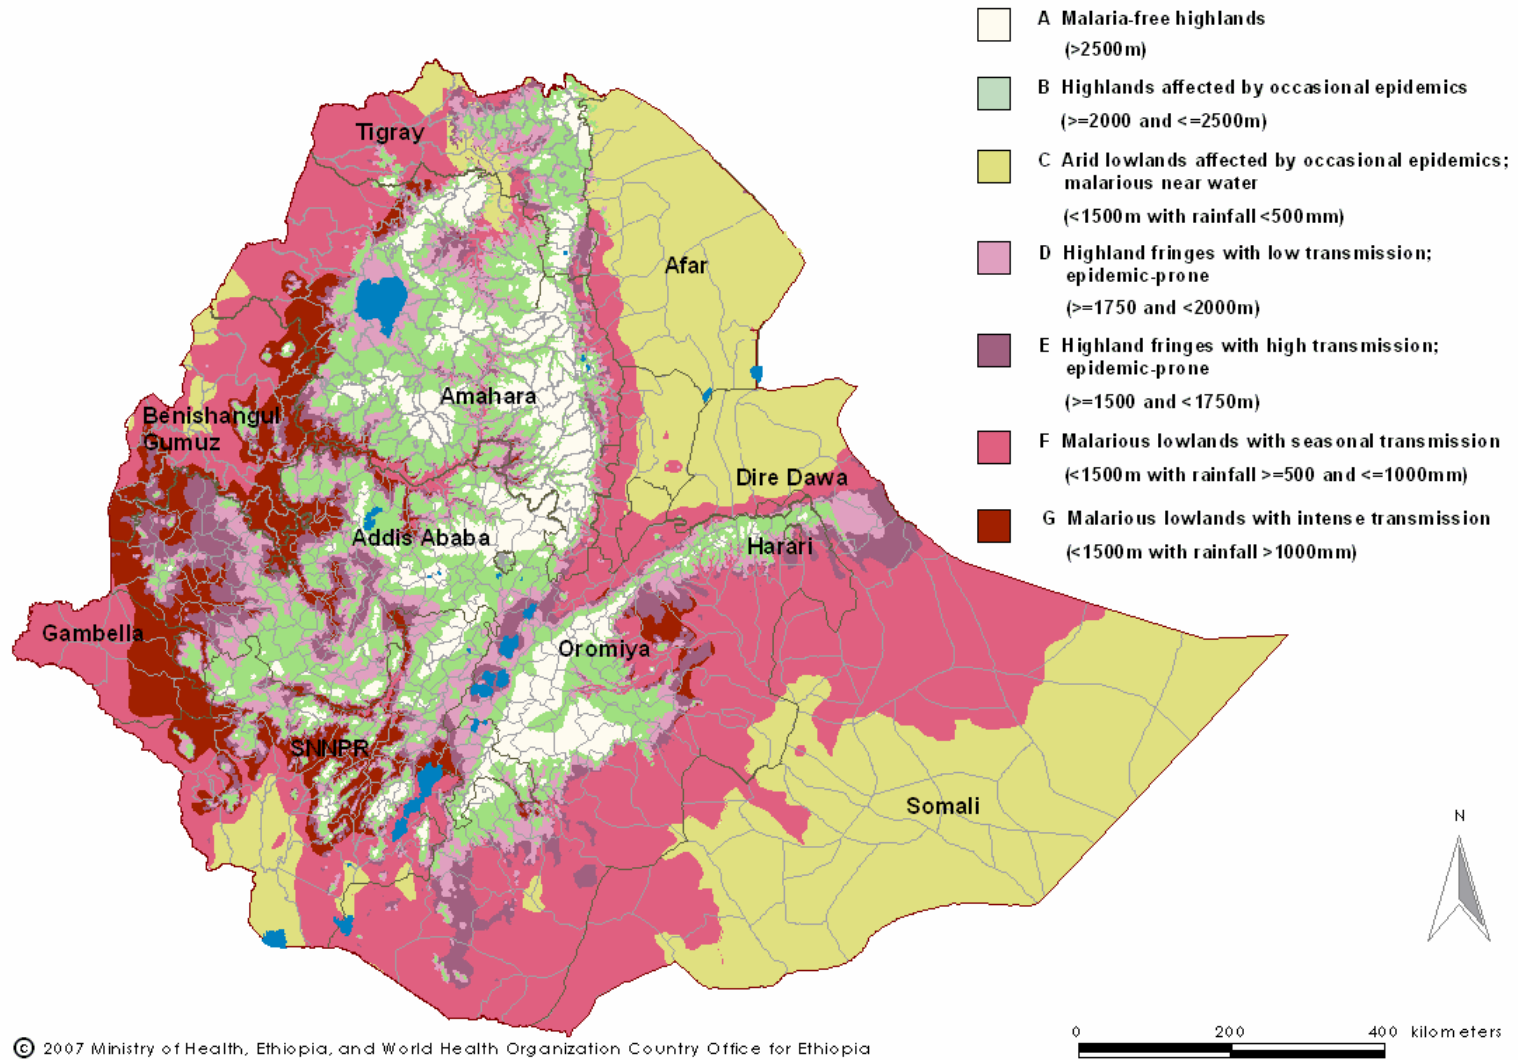 A Malaria-free highlands
(>2500m)
B Highlands affected by occasional epidemics
(>=2000 and <=2500m)
C Arid lowlands affected by occasional epidemics;
malarious near water
(<1500m with rainfall <500mm)
D Highland fringes with low transmission;
epidemic-prone
(>=1750 and <2000m)
E Highland fringes with high transmission;
epidemic-prone
(>=1500 and <1750m)
F Malarious lowlands with seasonal transmission
(<1500m with rainfall >=500 and <=1000mm)
G Malarious lowlands with intense transmission
(<1500m with rainfall >1000mm)
Tigray
Afar
Amahara
Benishangul
Gumuz
Dire Dawa
Addis Ababa
Harari
Gambella
Oromiya
SNNPR
Somali
N
0 200 400 kilometers
© 2007 Ministry of Health, Ethiopia, and World Health Organization Country Office for Ethiopia